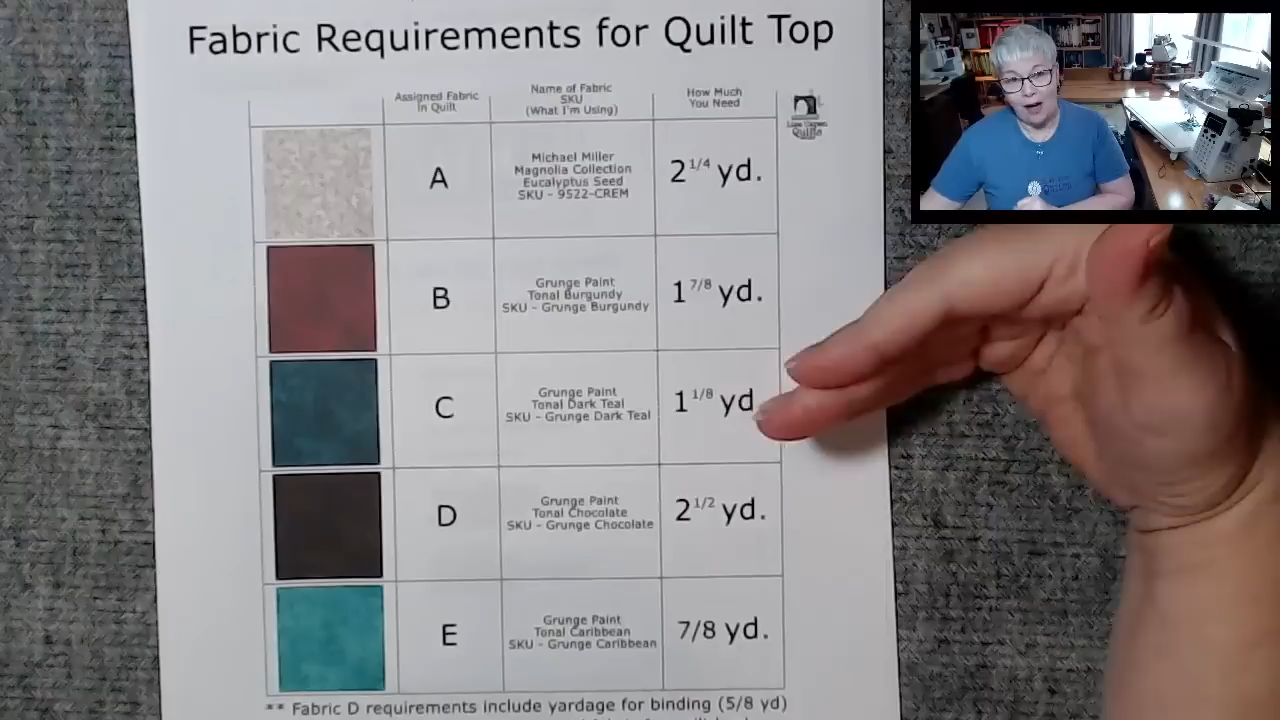 Fabric Requirements for Quilt Top
Assigned Fabric
in Quilt
Name of Fabric
SKU
(What I'm Using)
How Much
You Need
Quilts
A
Michael Miller
Magnolia Collection
Eucalyptus Seed
SKU - 9522-CREM
2 1/4 yd.
B
Grunge Paint
Tonal Burgundy
SKU - Grunge Burgundy
1 7/8 yd.
C
Grunge Paint
Tonal Dark Teal
SKU - Grunge Dark Teal
1 1/8 yd
D
Grunge Paint
Tonal Chocolate
SKU - Grunge Chocolate
2 1/2 yd.
E
Grunge Paint
Tonal Caribbean
SKU - Grunge Caribbean
7/8 yd.
** Fabric D requirements include yardage for binding (5/8 yd)